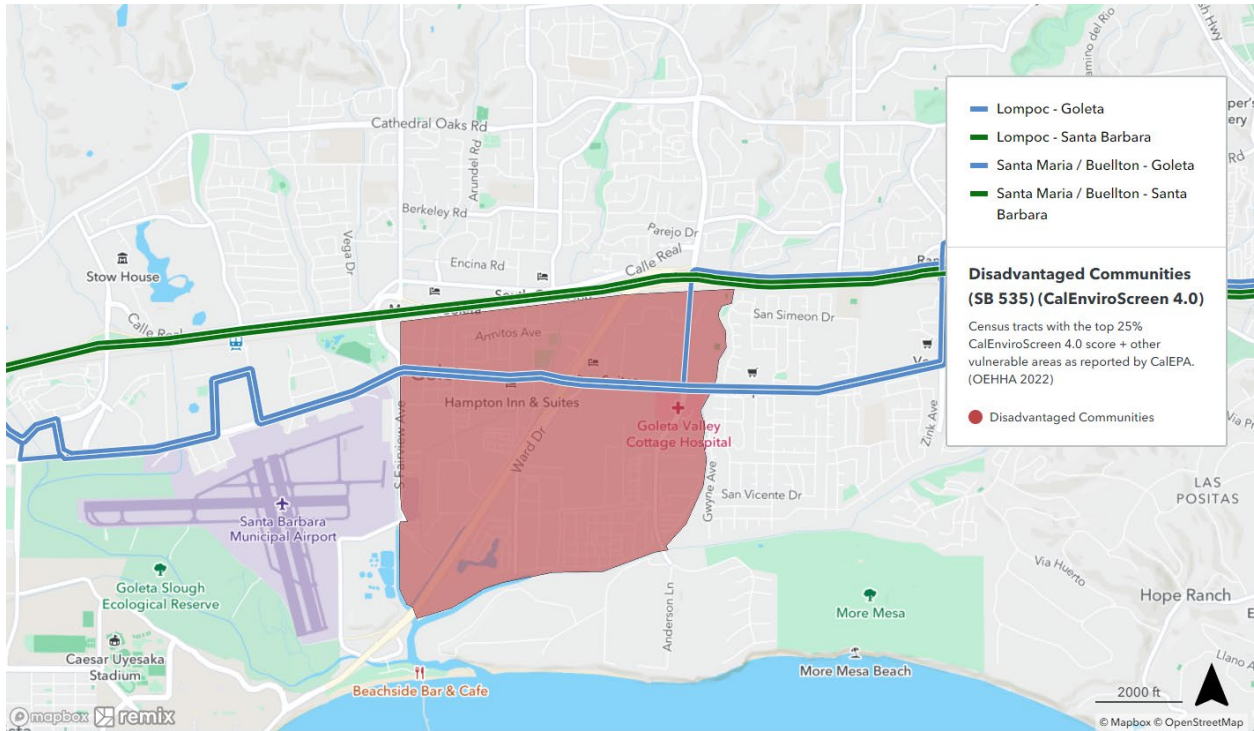 Cathedral Oaks Rd
Arundel Rd
Berkeley Rd
Parejo Dr
Calle Real
Encina Rd
Vega Dr
Stow House
Calle Real
Armitos Ave
San Simeon Dr
Hampton Inn & Suites
Goleta Valley
Cottage Hospital
Ward Dr
S Fairview Ave
Gwyne Ave
San Vicente Dr
Zink Ave
Santa Barbara
Municipal Airport
Goleta Slough
Ecological Reserve
Caesar Uyesaka
Stadium
Beachside Bar & Cafe
Anderson Ln
More Mesa
More Mesa Beach
LAS
POSITAS
Via Huerto
Hope Ranch
Camino del Rio
Lompoc - Goleta
Lompoc - Santa Barbara
Santa Maria / Buellton - Goleta
Santa Maria / Buellton - Santa
Barbara
Disadvantaged Communities
(SB 535) (CalEnviroScreen 4.0)
Census tracts with the top 25%
CalEnviroScreen 4.0 score + other
vulnerable areas as reported by CalEPA.
(OEHHA 2022)
Disadvantaged Communities
2000 ft
mapbox remix
© Mapbox © OpenStreetMap